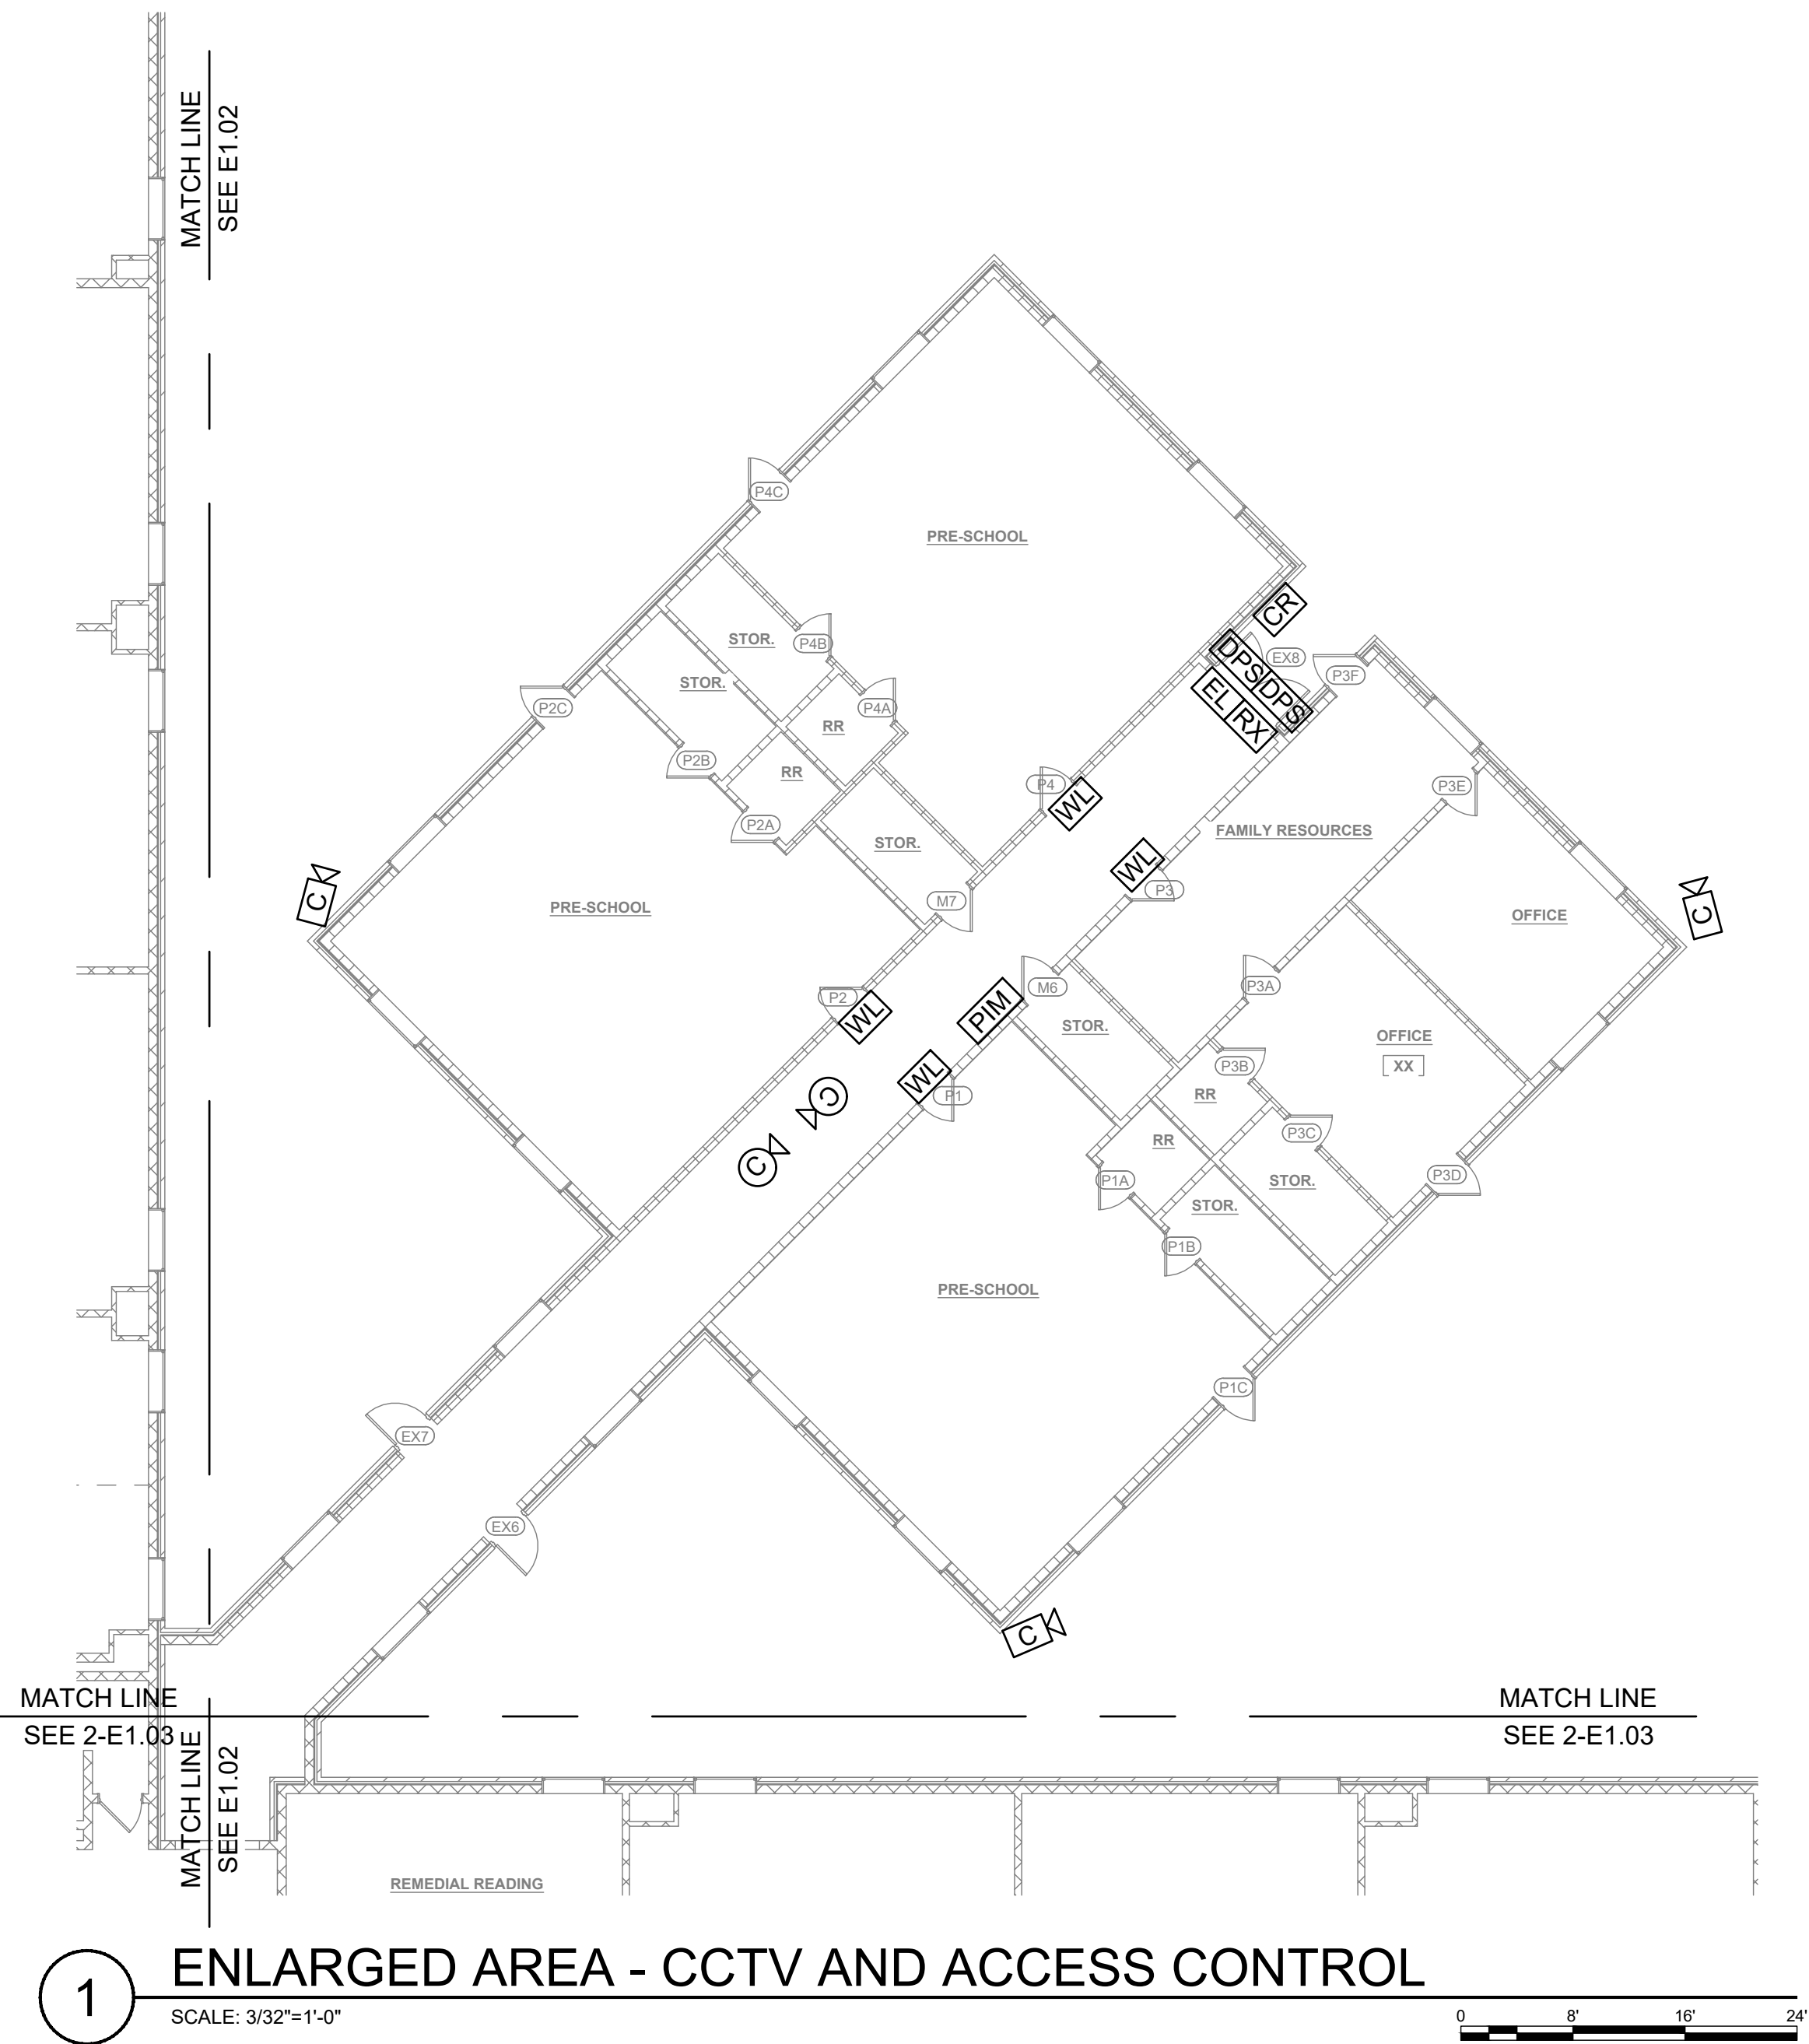 MATCH LINE
SEE E1.02
P4C
PRE-SCHOOL
CR
STOR.
P4B
DPS
DPS
EX8
P3F
STOR.
EL
RX
P2C
P4A
RR
P2B
RR
P4
P3E
WL
P2A
FAMILY RESOURCES
STOR.
WL
P3
C
M7
PRE-SCHOOL
OFFICE
C
P2
WL
PIM
M6
P3A
STOR.
OFFICE
XX
P3B
WL
P1
RR
C
P3C
RR
C
P1A
STOR.
P3D
STOR.
P1B
PRE-SCHOOL
P1C
EX7
EX6
C
MATCH LINE
SEE 2-E1.03
MATCH LINE
SEE 2-E1.03
MATCH LINE
SEE E1.02
REMEDIAL READING
1
ENLARGED AREA - CCTV AND ACCESS CONTROL
SCALE: 3/32"=1'-0"
0 8' 16' 24'